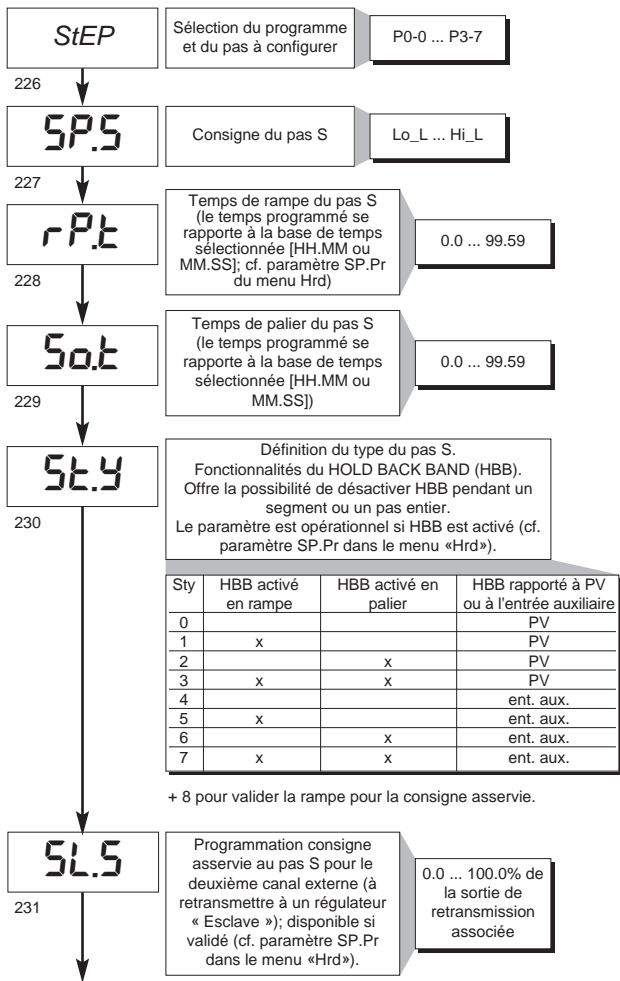 StEP
Sélection du programme
et du pas à configurer
P0-0 ... P3-7
226
SP.S
Consigne du pas S
Lo_L ... Hi_L
227
rP.t
Temps de rampe du pas S
(le temps programmé se
rapporte à la base de temps
sélectionnée [HH.MM ou
MM.SS]; cf. paramètre SP.Pr
du menu Hrd)
0.0 ... 99.59
228
So.t
Temps de palier du pas S
(le temps programmé se
rapporte à la base de temps
sélectionnée [HH.MM ou
MM.SS])
0.0 ... 99.59
229
St.Y
Définition du type du pas S.
Fonctionnalités du HOLD BACK BAND (HBB).
Offre la possibilité de désactiver HBB pendant un
segment ou un pas entier.
Le paramètre est opérationnel si HBB est activé (cf.
paramètre SP.Pr dans le menu «Hrd»).
230
Sty HBB activé en rampe HBB activé en palier HBB rapporté à PV ou à l'entrée auxiliaire
0 PV
1 x PV
2 x PV
3 x x PV
4 ent. aux.
5 x ent. aux.
6 x ent. aux.
7 x x ent. aux.
+ 8 pour valider la rampe pour la consigne asservie.
SL.S
Programmation consigne
asservie au pas S pour le
deuxième canal externe (à
retransmettre à un régulateur
« Esclave »); disponible si
validé (cf. paramètre SP.Pr
dans le menu «Hrd»).
0.0 ... 100.0% de
la sortie de
retransmission
associée
231